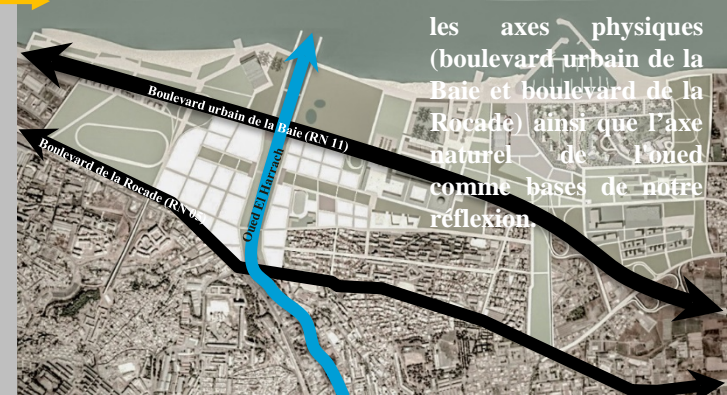 les axes physiques
(boulevard urbain de la
Baie et boulevard de la
Rocade) ainsi que l'axe
naturel de l'oued
comme bases de notre
réflexion.
Boulevard urbain de la Baie (RN 11)
Boulevard de la Rocade (RN
Oued El Harrach